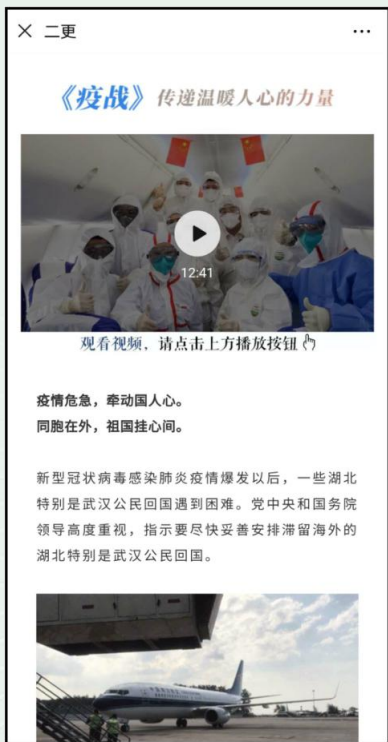 二更
《疫战》 传递温暖人心的力量
12:41
观看视频，请点击上方播放按钮
疫情危急，牵动国人心。
同胞在外，祖国挂心间。
新型冠状病毒感染肺炎疫情爆发以后，一些湖北
特别是武汉公民回国遇到困难。党中央和国务院
领导高度重视，指示要尽快妥善安排滞留海外的
湖北特别是武汉公民回国。